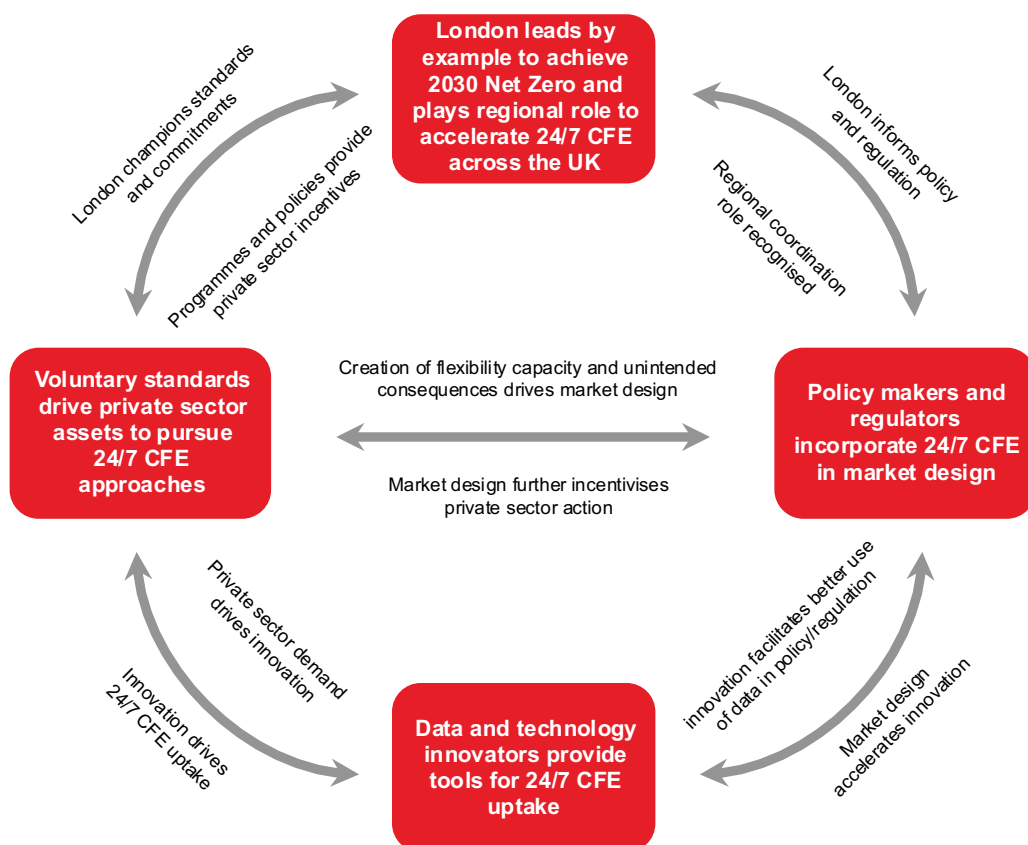 London leads by
example to achieve
2030 Net Zero and
plays regional role to
accelerate 24/7 CFE
across the UK
London champions standards
and commitments
Programmes and policies provide
private sector incentives
London informs policy
and regulation
Regional coordination
role recognised
Voluntary standards
drive private sector
assets to pursue
24/7 CFE
approaches
Creation of flexibility capacity and unintended
consequences drives market design
Market design further incentivises
private sector action
Policy makers and
regulators
incorporate 24/7 CFE
in market design
Private sector demand
drives innovation
Innovation drives
24/7 CFE uptake
innovation facilitates better use
of data in policy/regulation
Market design
accelerates innovation
Data and technology
innovators provide
tools for 24/7 CFE
uptake